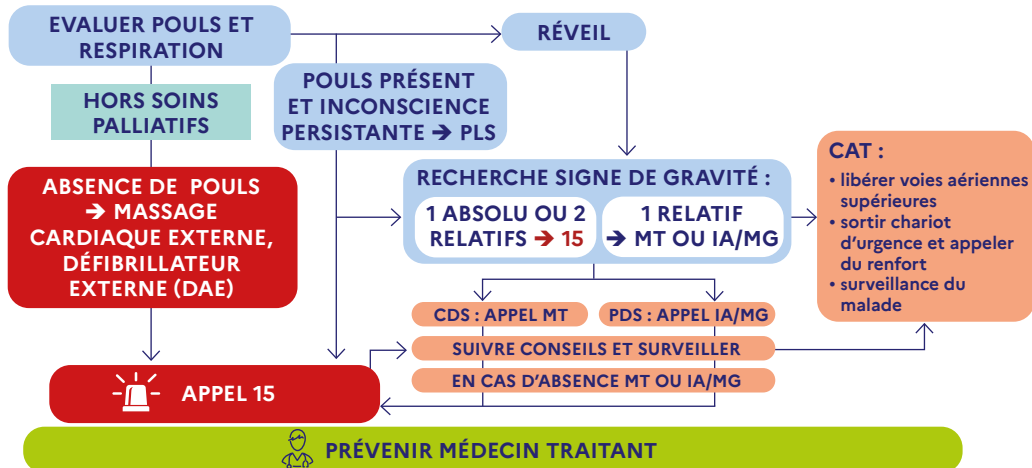 EVALUER POULS ET
RESPIRATION
RÉVEIL
HORS SOINS
PALLIATIFS
POULS PRÉSENT
ET INCONSCIENCE
PERSISTANTE → PLS
ABSENCE DE POULS
→ MASSAGE
CARDIAQUE EXTERNE,
DÉFIBRILLATEUR
EXTERNE (DAE)
RECHERCHE SIGNE DE GRAVITÉ :
1 ABSOLU OU 2
RELATIFS → 15
1 RELATIF
→ MT OU IA/MG
CAT :
• libérer voies aériennes
supérieures
• sortir chariot
d'urgence et appeler
du renfort
• surveillance du
malade
CDS : APPEL MT
PDS : APPEL IA/MG
SUIVRE CONSEILS ET SURVEILLER
EN CAS D'ABSENCE MT OU IA/MG
APPEL 15
PRÉVENIR MÉDECIN TRAITANT